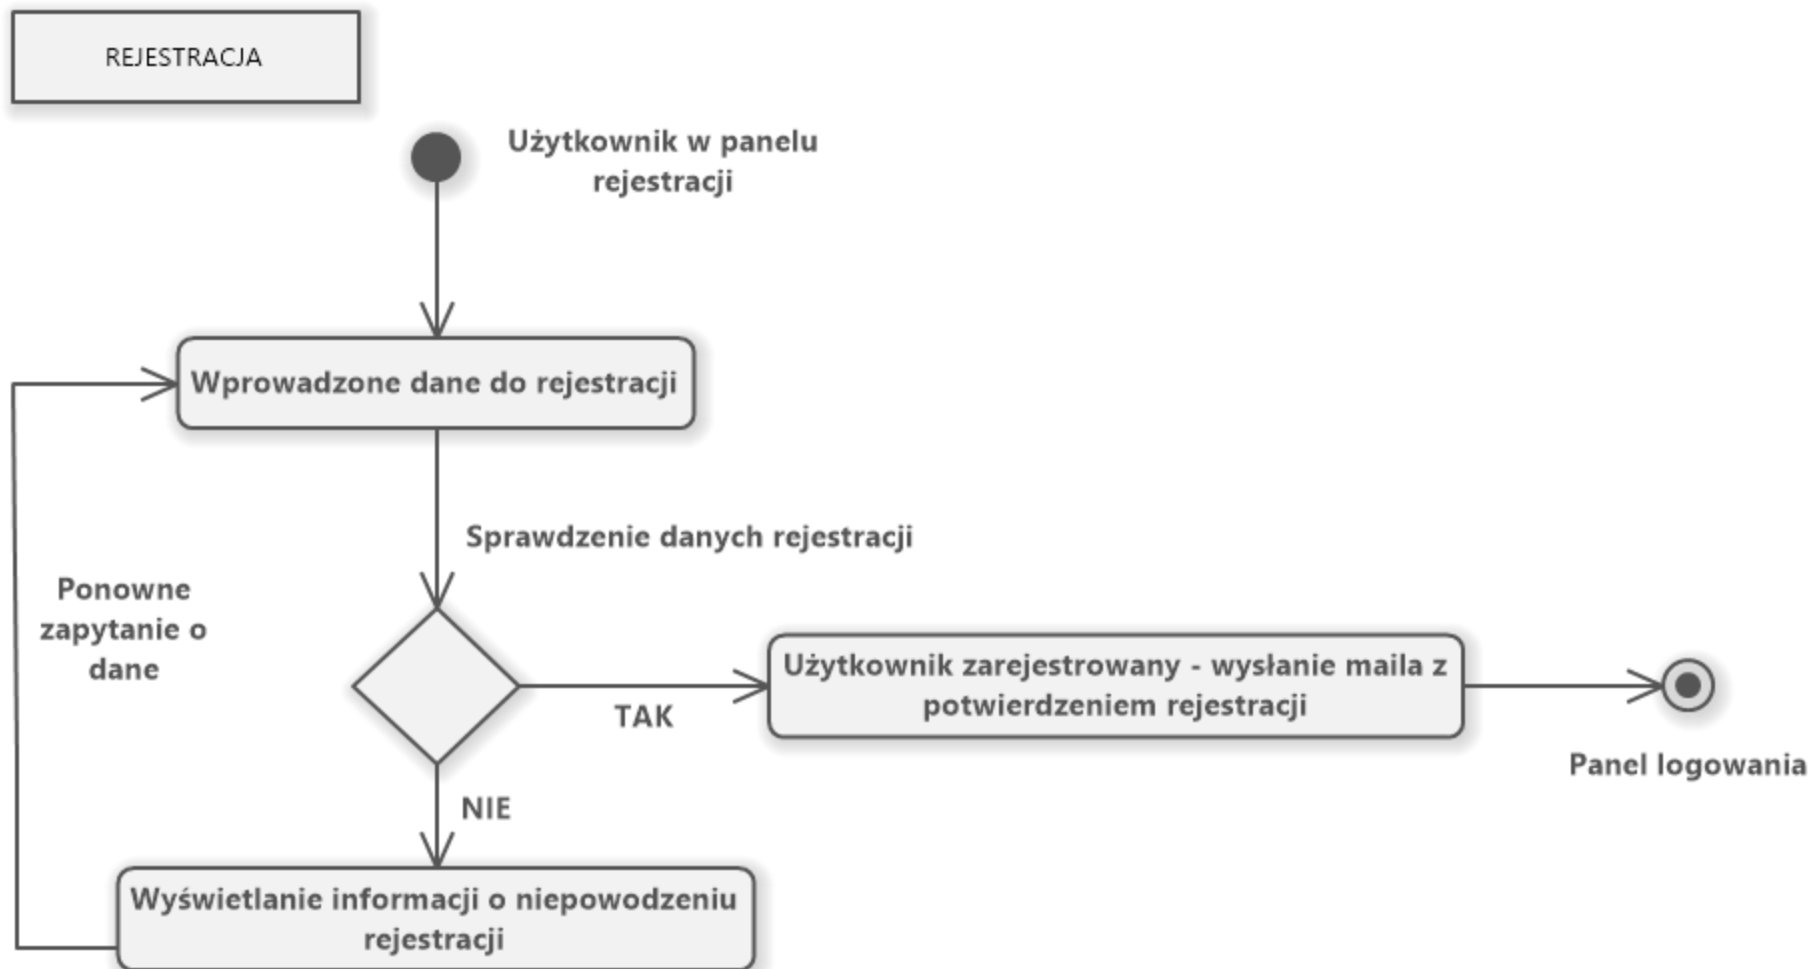 REJESTRACJA
Użytkownik w panelu
rejestracji
Wprowadzone dane do rejestracji
Sprawdzenie danych rejestracji
Ponowne
zapytanie o
dane
Użytkownik zarejestrowany - wysłanie maila z
potwierdzeniem rejestracji
TAK
Panel logowania
NIE
Wyświetlanie informacji o niepowodzeniu
rejestracji